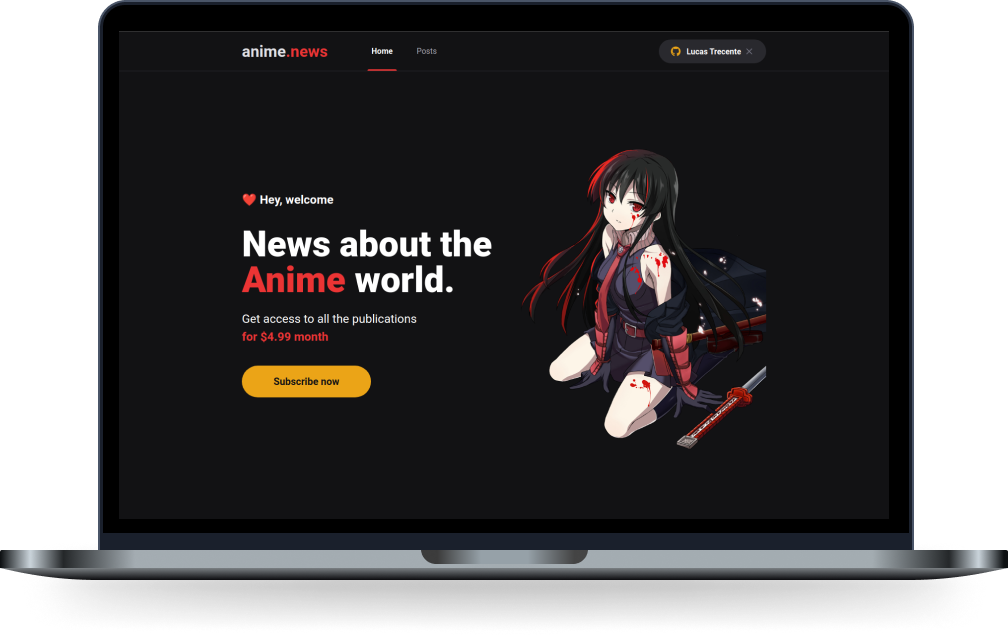 anime.news
Home
Posts
Lucas Trecente
❤️ Hey, welcome
News about the
Anime world.
Get access to all the publications
for $4.99 month
Subscribe now